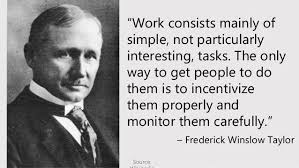 “Work consists mainly of
simple, not particularly
interesting, tasks. The only
way to get people to do
them is to incentivize
them properly and
monitor them carefully.”
– Frederick Winslow Taylor
Source: